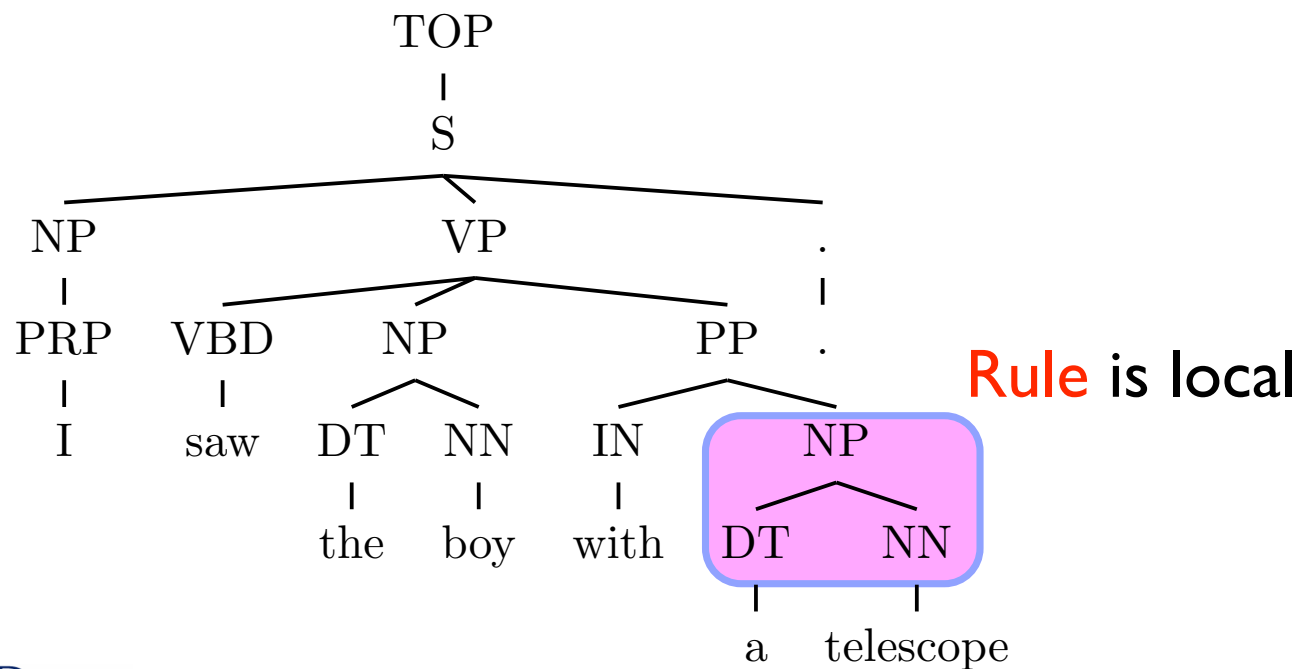 TOP
S
NP VP .
PRP VBD NP PP .
Rule is local
I saw DT NN IN NP
the boy with DT NN
a telescope